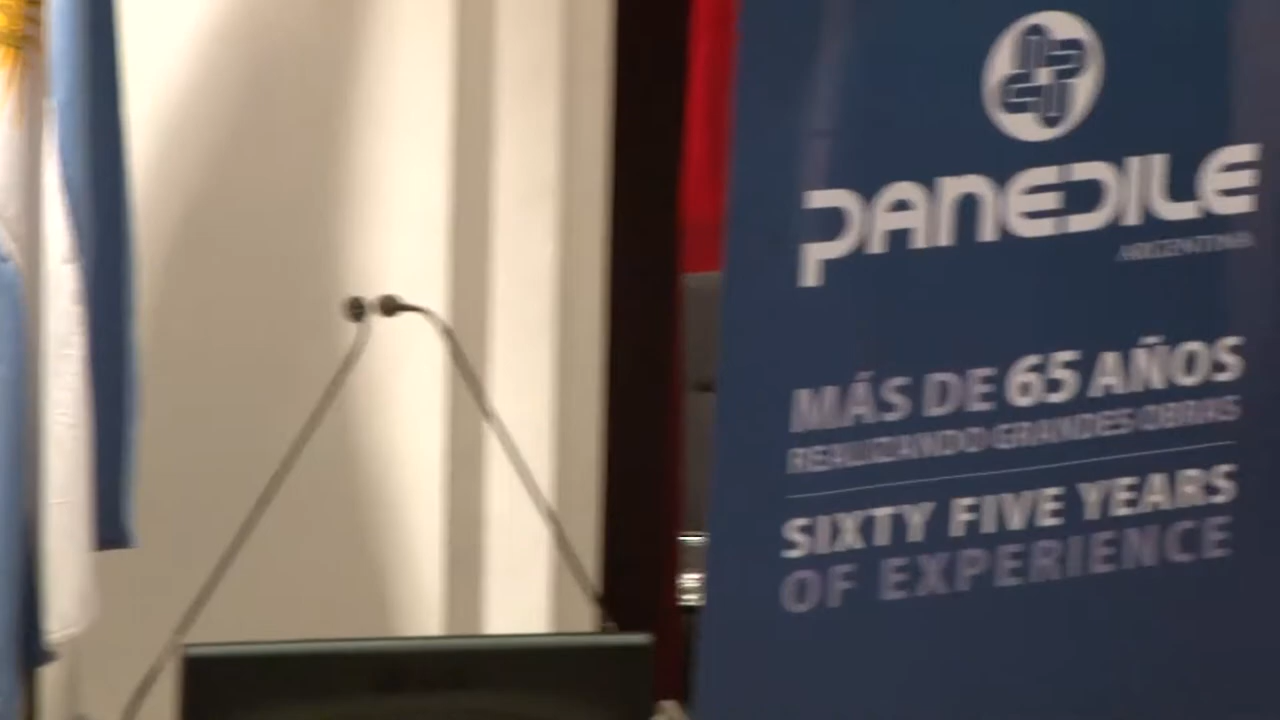 PANEDILE
ARGENTINA
MÁS DE 65 AÑOS
REALIZANDO GRANDES OBRAS
SIXTY FIVE YEARS
OF EXPERIENCE